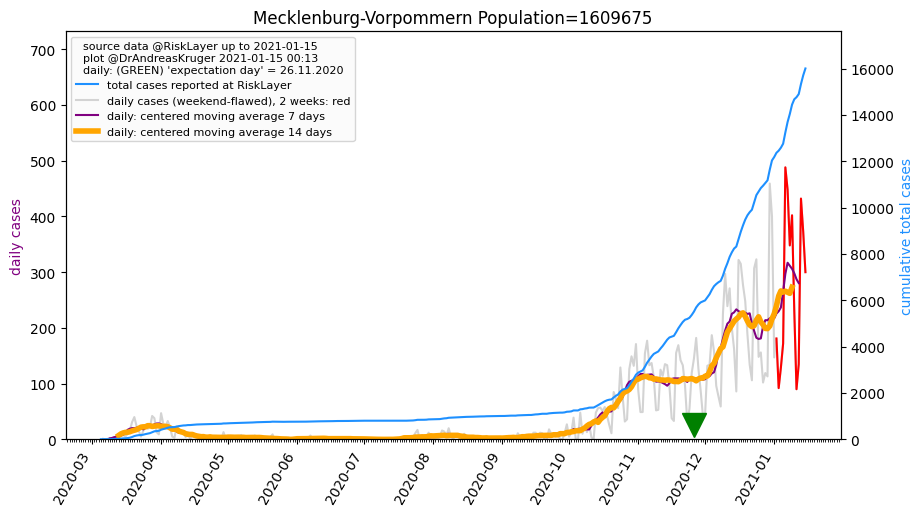 Mecklenburg-Vorpommern Population=1609675
source data @RiskLayer up to 2021-01-15
plot @DrAndreasKruger 2021-01-15 00:13
daily: (GREEN) 'expectation day' = 26.11.2020
total cases reported at RiskLayer
daily cases (weekend-flawed), 2 weeks: red
daily: centered moving average 7 days
daily: centered moving average 14 days
daily cases
700
600
500
400
300
200
100
0
cumulative total cases
16000
14000
12000
10000
8000
6000
4000
2000
0
2020-03
2020-04
2020-05
2020-06
2020-07
2020-08
2020-09
2020-10
2020-11
2020-12
2021-01